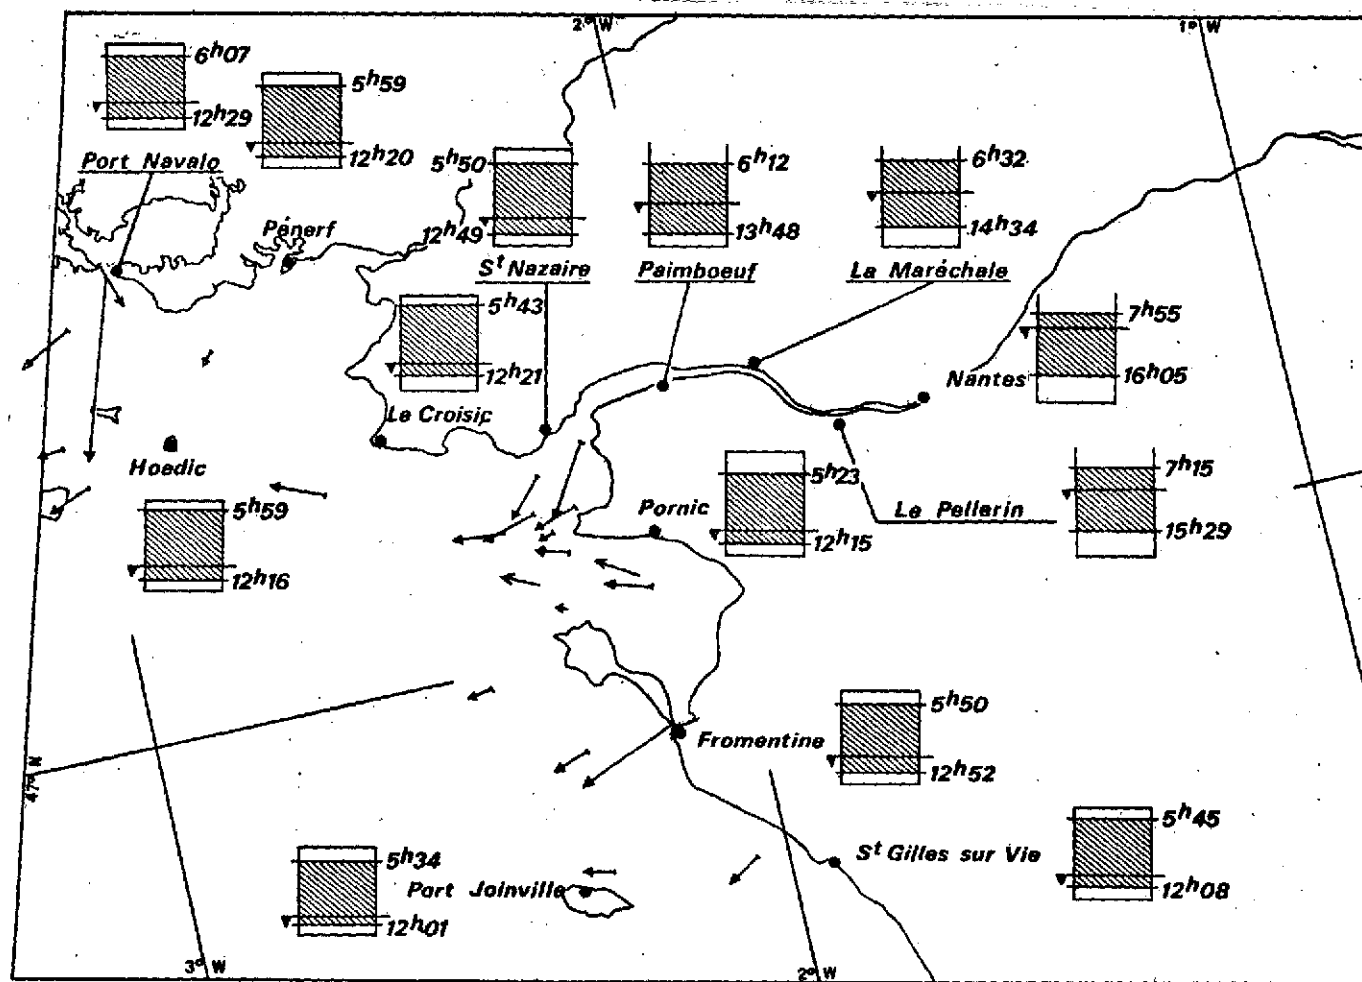 2° W
1° W
6h07
12h29
5h59
12h20
Port Navalo
Pénerf
5h50
12h49
St Nazaire
6h12
13h48
Paimboeuf
6h32
14h34
La Maréchale
5h43
12h21
Le Croisic
7h55
16h05
Nantes
Hoedic
5h59
12h16
Pornic
5h23
12h15
Le Pellerin
7h15
15h29
Fromentine
5h50
12h52
47° N
5h34
12h01
Port Joinville
St Gilles sur Vie
5h45
12h08
3° W
2° W